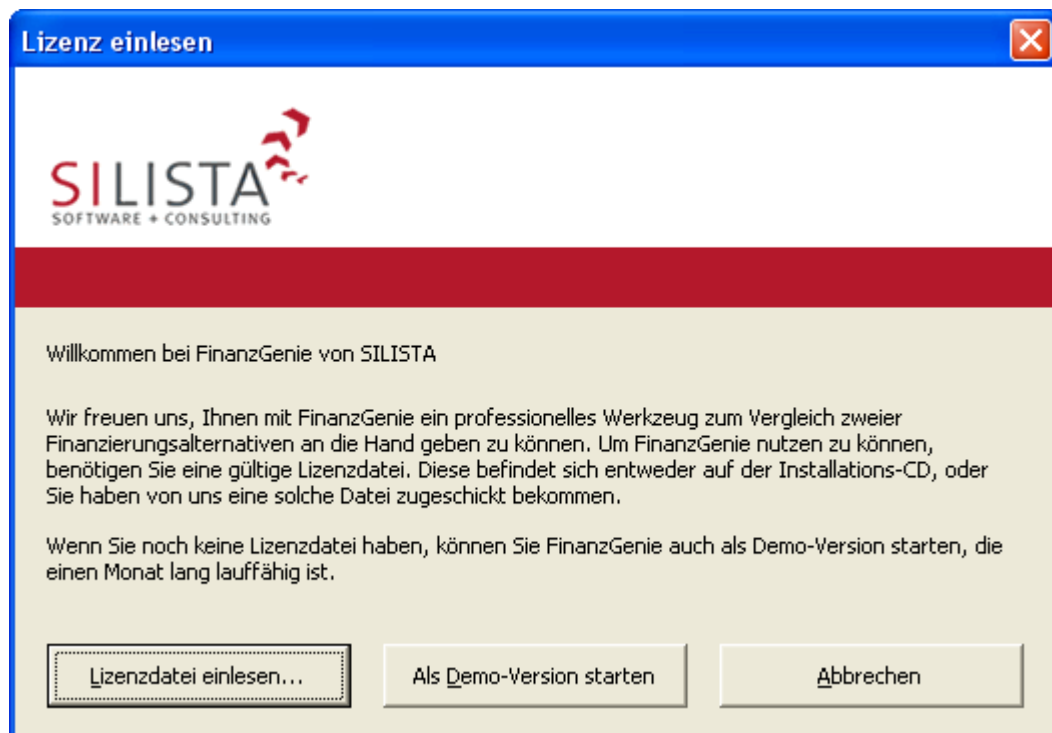 Lizenz einlesen
SILISTA
SOFTWARE + CONSULTING
Willkommen bei FinanzGenie von SILISTA
Wir freuen uns, Ihnen mit FinanzGenie ein professionelles Werkzeug zum Vergleich zweier
Finanzierungsalternativen an die Hand geben zu können. Um FinanzGenie nutzen zu können,
benötigen Sie eine gültige Lizenzdatei. Diese befindet sich entweder auf der Installations-CD, oder
Sie haben von uns eine solche Datei zugeschickt bekommen.
Wenn Sie noch keine Lizenzdatei haben, können Sie FinanzGenie auch als Demo-Version starten, die
einen Monat lang lauffähig ist.
Lizenzdatei einlesen...
Als Demo-Version starten
Abbrechen